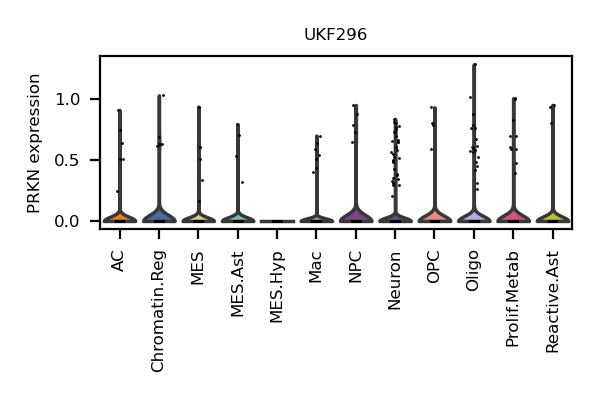 UKF296
PRKN expression
1.0
0.5
0.0
AC
Chromatin.Reg
MES
MES.Ast
MES.Hyp
Mac
NPC
Neuron
OPC
Oligo
Prolif.Metab
Reactive.Ast